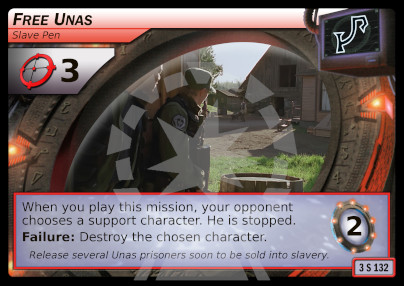 FREE UNAS
Slave Pen
3
When you play this mission, your opponent
chooses a support character. He is stopped.
Failure: Destroy the chosen character.
Release several Unas prisoners soon to be sold into slavery.
2
3 S 132